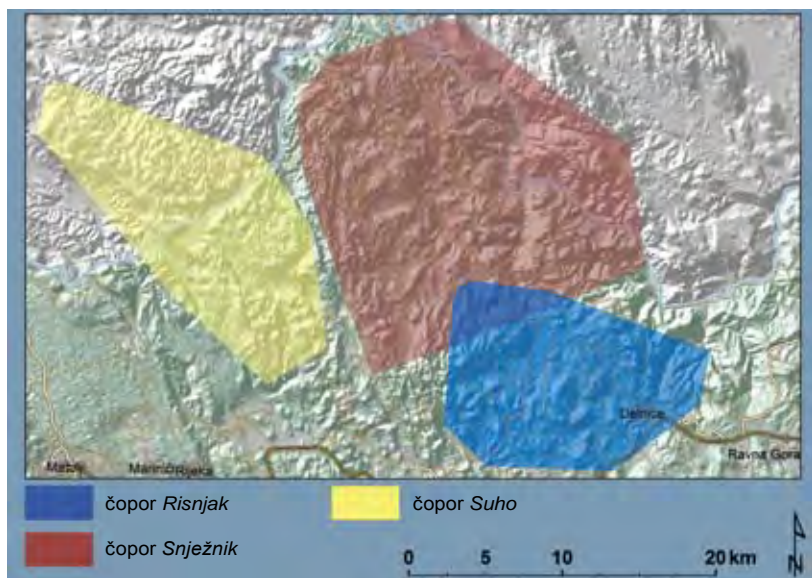 Delnice
Ravna Gora
Matulji
Marinići
Rijeka
čopor Risnjak
čopor Suho
čopor Snježnik
0 5 10 20 km
N